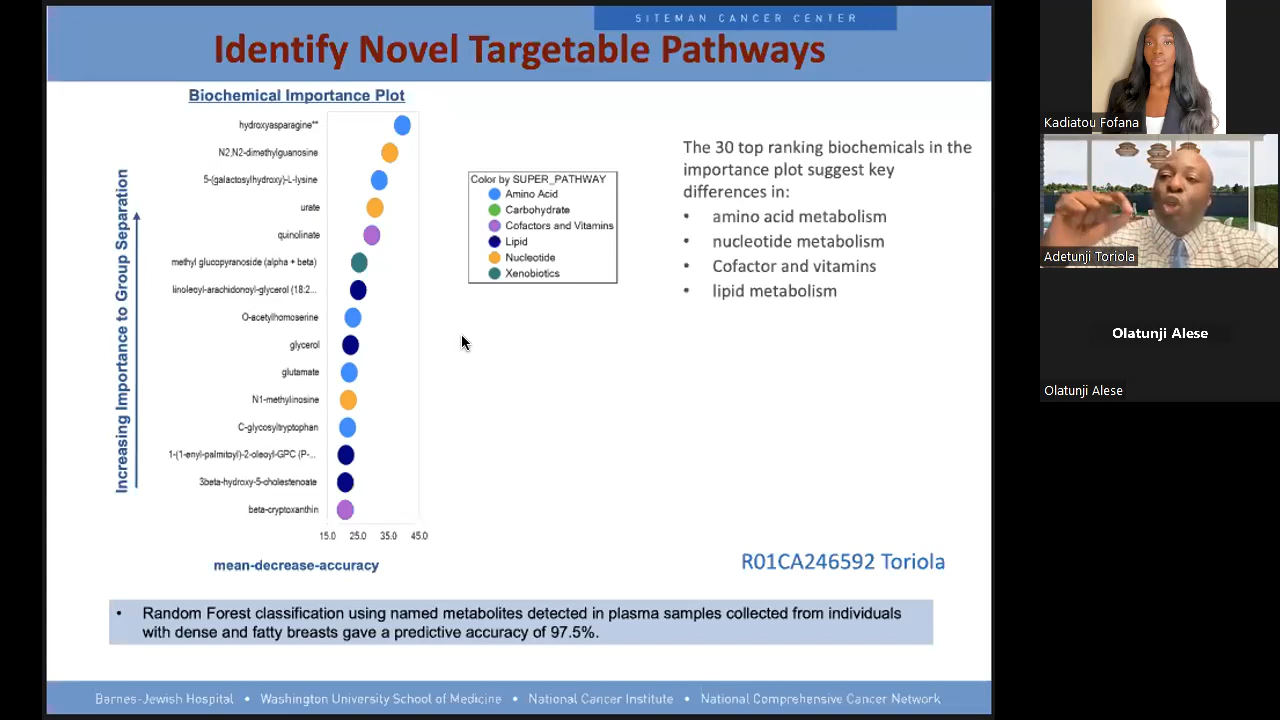 SITEMAN CANCER CENTER
Identify Novel Targetable Pathways
Biochemical Importance Plot
Increasing Importance to Group Separation
hydroxyasparagine**
N2,N2-dimethylguanosine
5-(galactosylhydroxy)-L-lysine
urate
quinolinate
methyl glucopyranoside (alpha + beta)
linoleoyl-arachidonoyl-glycerol (18:2...
O-acetylhomoserine
glycerol
glutamate
N1-methylinosine
C-glycosyltryptophan
1-(1-enyl-palmitoyl)-2-oleoyl-GPC (P-...
3beta-hydroxy-5-cholestenoate
beta-cryptoxanthin
15.0 25.0 35.0 45.0
mean-decrease-accuracy
Color by SUPER_PATHWAY
Amino Acid
Carbohydrate
Cofactors and Vitamins
Lipid
Nucleotide
Xenobiotics
The 30 top ranking biochemicals in the
importance plot suggest key
differences in:
• amino acid metabolism
• nucleotide metabolism
• Cofactor and vitamins
• lipid metabolism
R01CA246592 Toriola
• Random Forest classification using named metabolites detected in plasma samples collected from individuals
with dense and fatty breasts gave a predictive accuracy of 97.5%.
Barnes-Jewish Hospital • Washington University School of Medicine • National Cancer Institute • National Comprehensive Cancer Network
Kadiatou Fofana
Adetunji Toriola
Olatunji Alese
Olatunji Alese